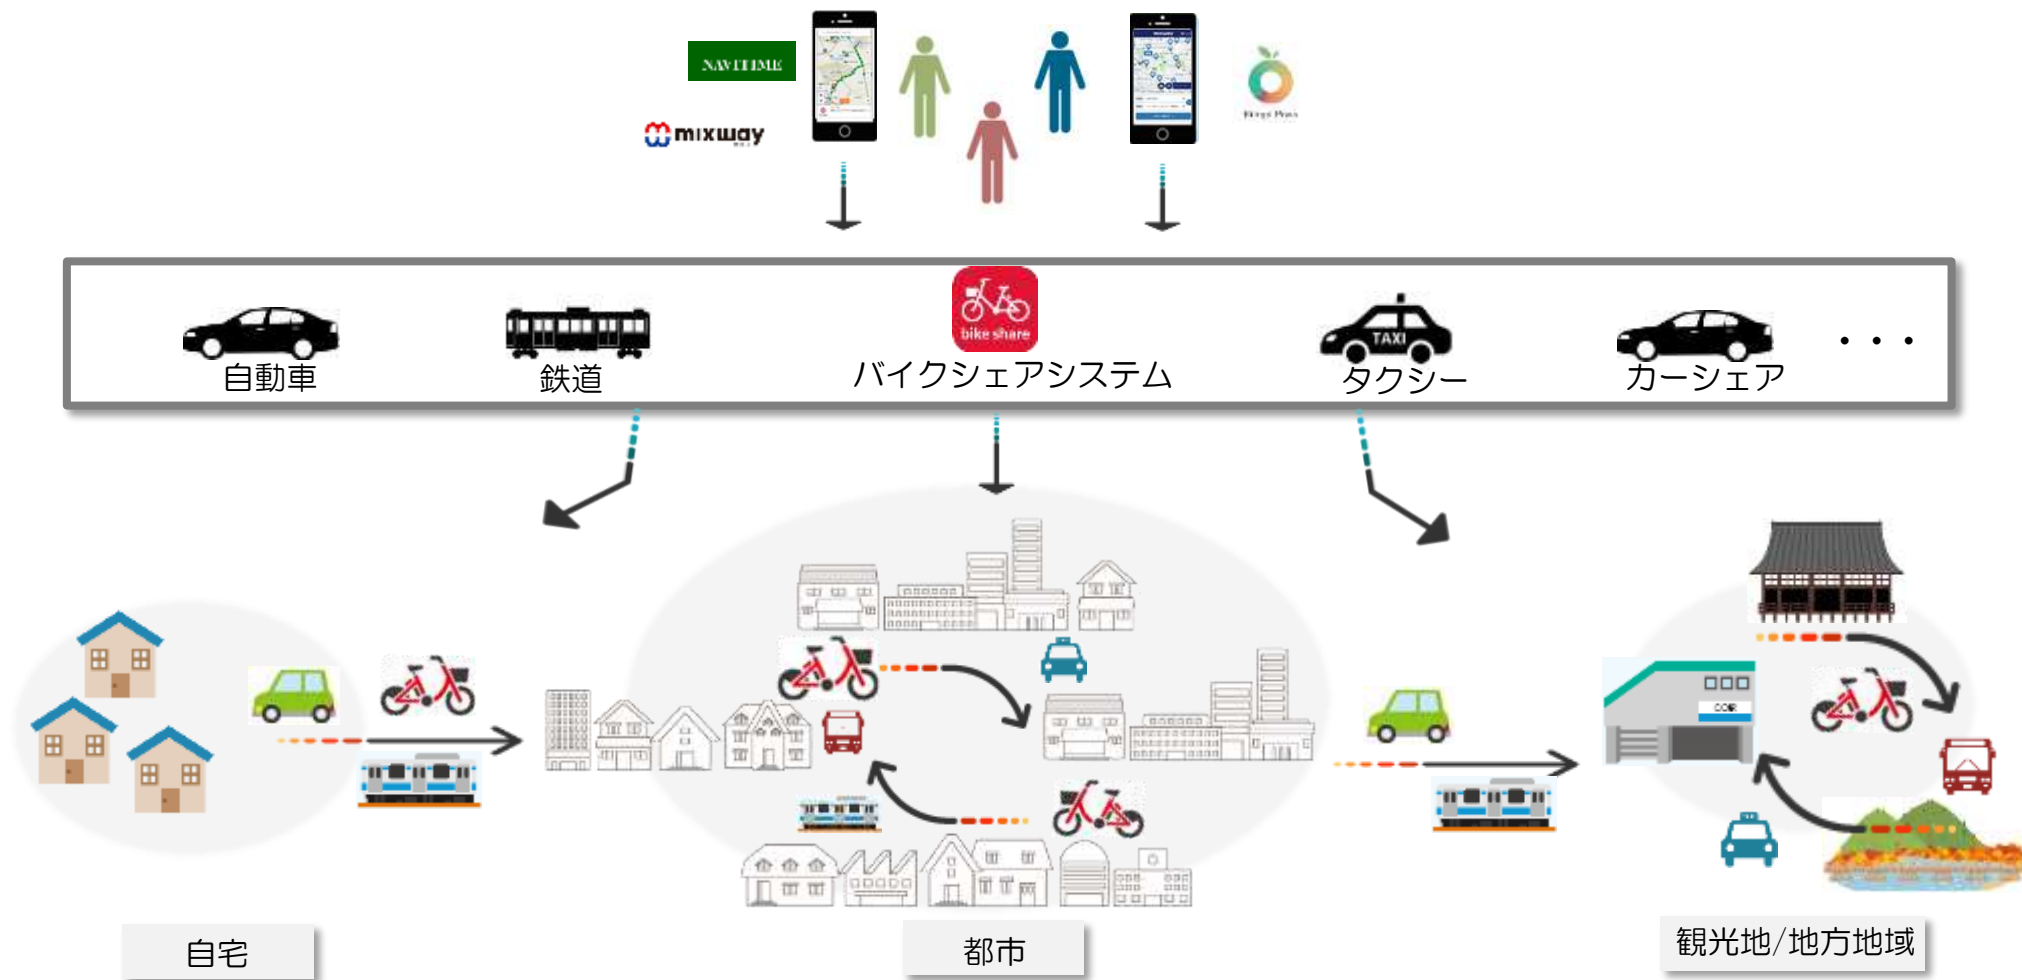 NAVITIME
mixway
bike share
TAXI
自動車
鉄道
バイクシェアシステム
タクシー
カーシェア
・・・
自宅
都市
観光地/地方地域